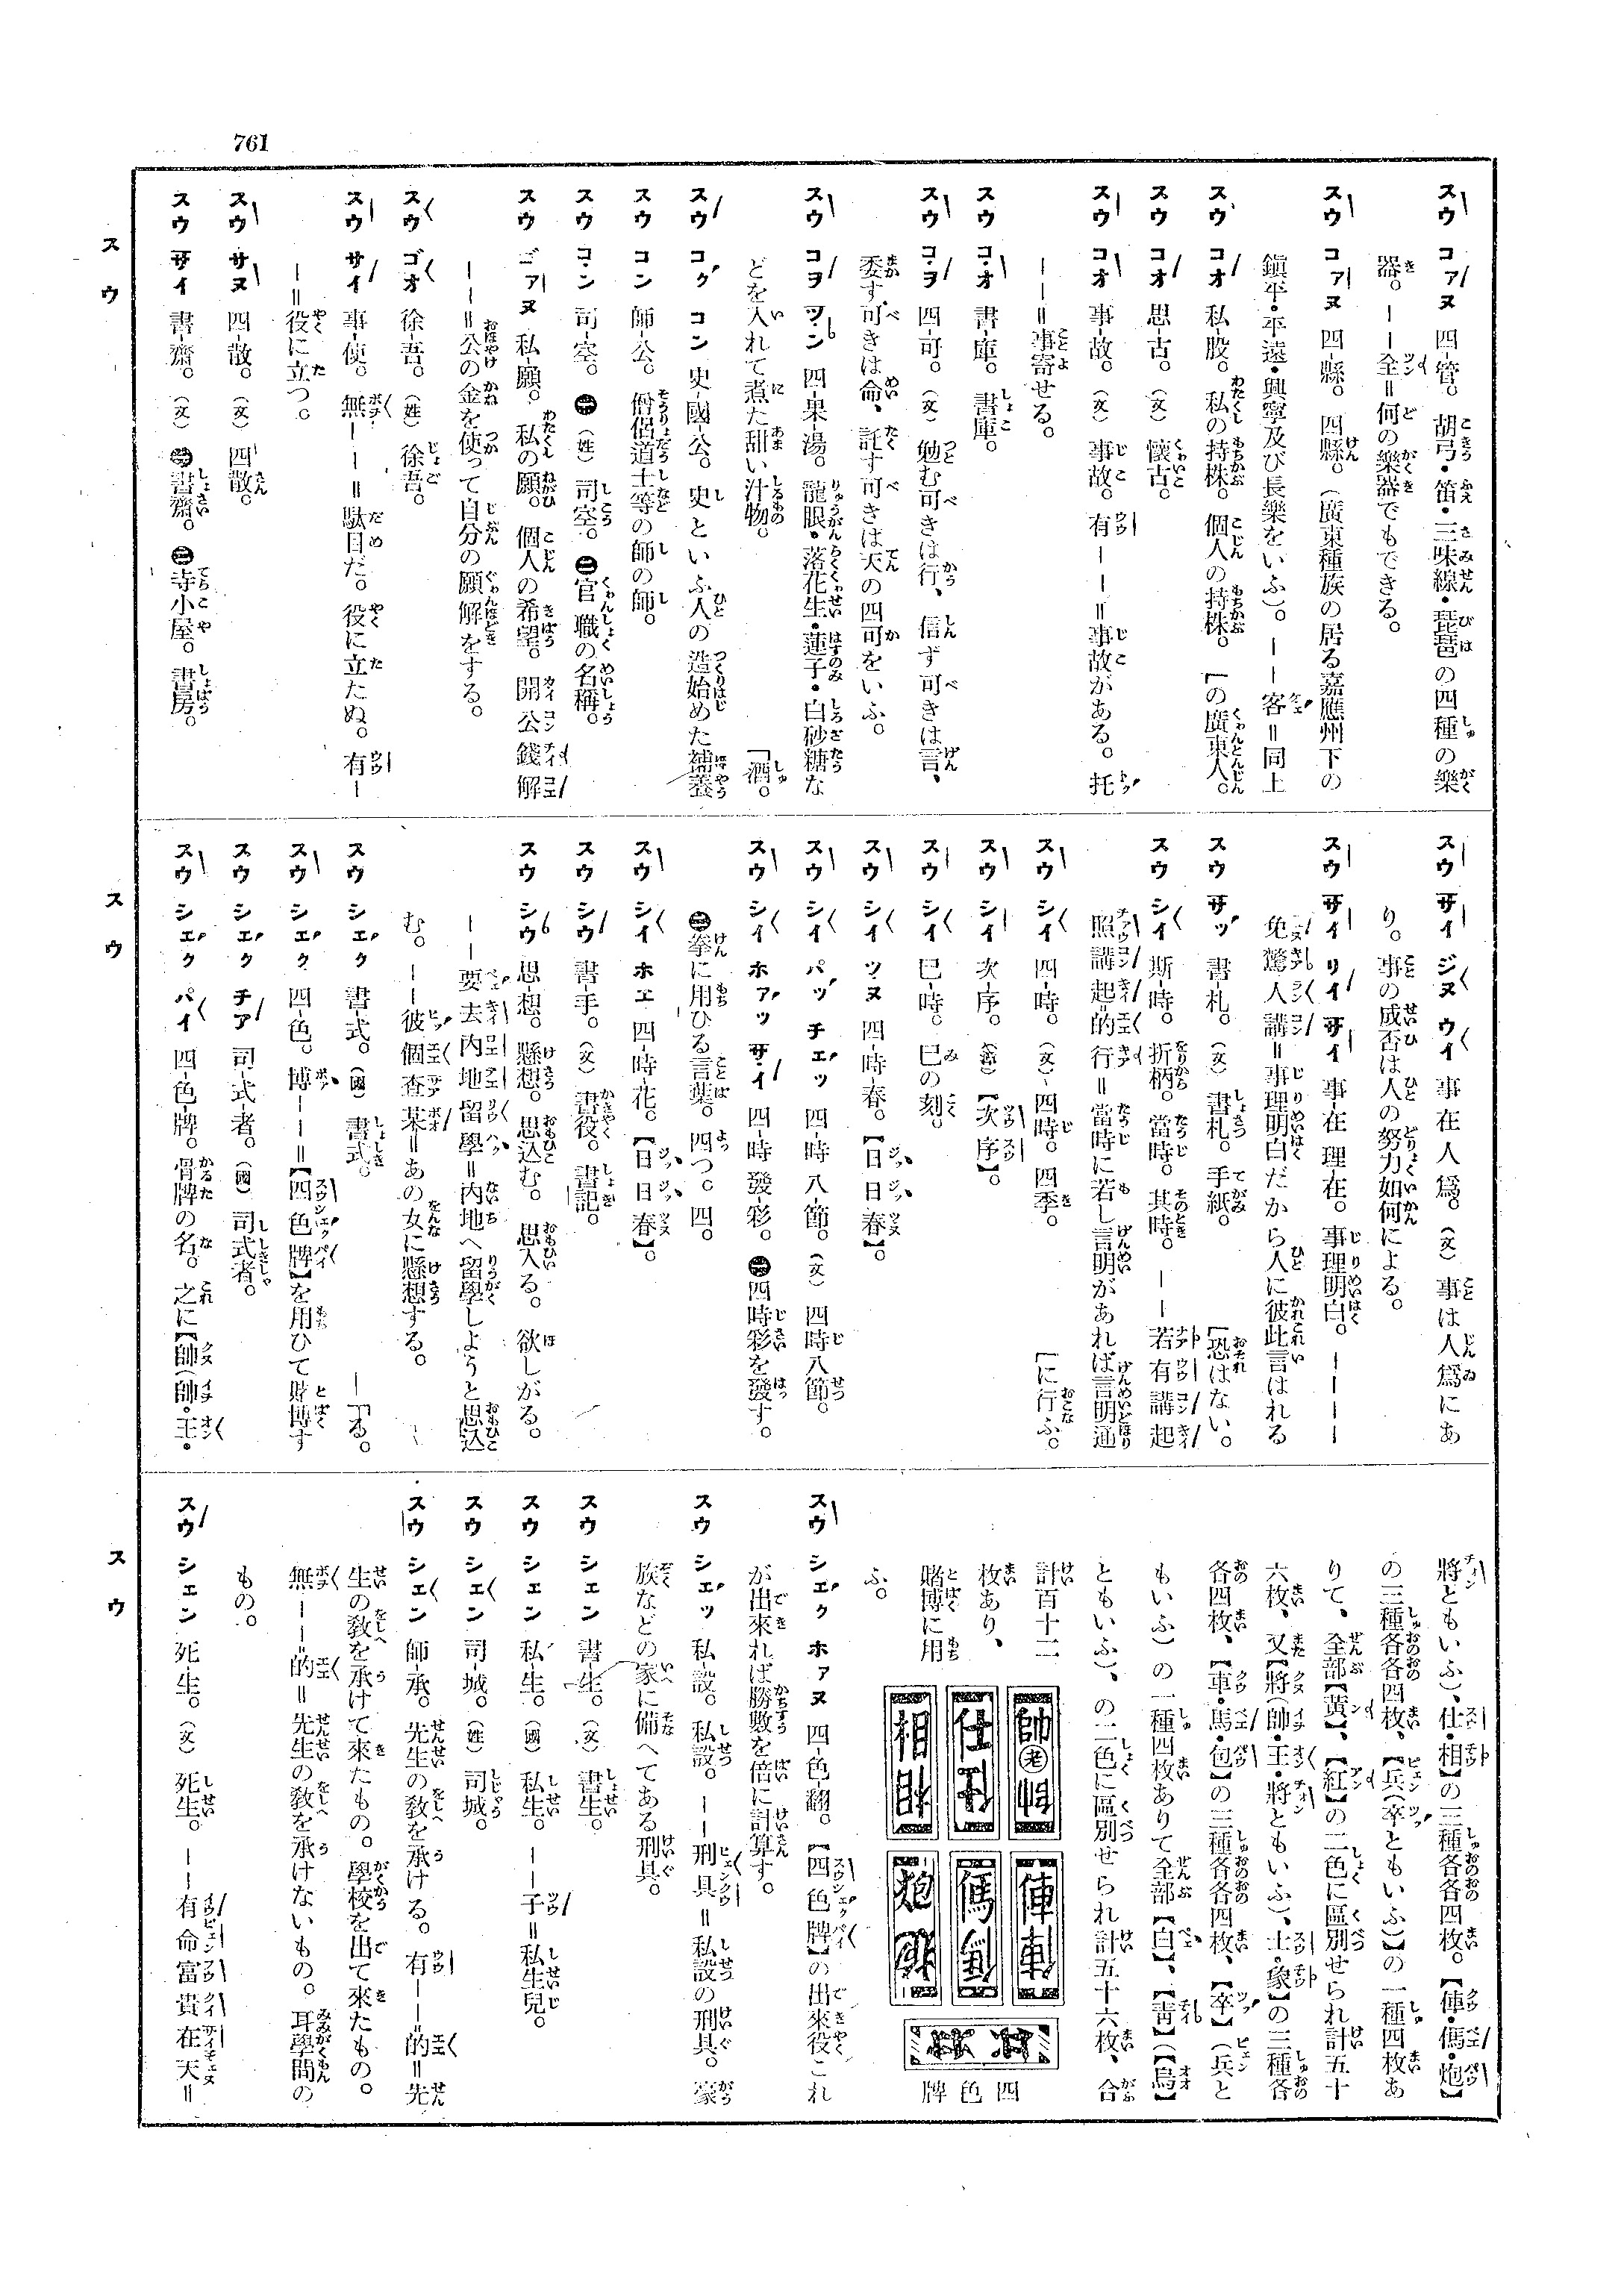 761
スウ コァヌ 四-管。胡弓・笛・三味線・琵琶の四種の樂
器。――全＝何の樂器でもできる。
スウ コァヌ 四-縣。四縣。（廣東種族の居る嘉應州下の
鎭平・平遠・興寧及び長樂をいふ）。――客＝同上
スウ コオ 私-股。私の持株。個人の持株。［の廣東人。
スウ コオ 思-古。（文）懷古。
スウ コオ 事-故。（文）事故。有――＝事故がある。托
――＝事寄せる。
スウ コ・オ 書-庫。書庫。
スウ コ・ヲ 四-可。（文）勉む可きは行、信ず可きは言、
委す可きは命、託す可きは天の四可をいふ。
スウ コヲ 四-果-湯。龍眼・落花生・蓮子・白砂糖な
どを入れて煮た甜い汁物。「酒。
スウ コク コン 史-國-公。史といふ人の造始めた補養
スウ コン 師-公。僧侶道士等の師の師。
スウ コ・ン 司-空。㊀（姓）司空。㊁官職の名稱。
スウ ゴァヌ 私-願。私の願。個人の希望。開公錢解
――＝公の金を使って自分の願解をする。
スウ ゴオ 徐-吾。（姓）徐吾。
スウ サイ 事-使。無――＝駄目だ。役に立たぬ。有―
―＝役に立つ。
スウ サヌ 四-散。（文）四散。
スウ サイ 書-齋。（文）㊀書齋。㊁寺小屋。書房。
スウ サイ ジヌ ウイ 事在人爲。（文）事は人爲にあ
り。事の成否は人の努力如何による。
スウ サイ リイ サイ 事-在理在。事理明白。――――
免驚人講＝事理明白だから人に彼此言はれる
スウ サッ 書-札。（文）書札。手紙。［恐はない。
スウ シイ 斯-時。折柄。當時。其時。――若有講起
照講起-的行＝當時に若し言明があれば言明通
スウ シイ 四-時。（文）四時。四季。［に行ふ。
スウ シイ 次-序。【次序】。
スウ シイ 巳-時。巳の刻。
スウ シイ ツヌ 四-時-春。【日日春】。
スウ シイ パッ チェッ 四-時八-節。（文）四時八節。
スウ シイ ホアッ サイ 四-時發-彩。㊀四時彩を發す。
㊁拳に用ひる言葉。四つ。四。
スウ シイ ホエ 四-時-花。【日日春】。
スウ シウ 書-手。（文）書役。書記。
スウ シウ 思-想。懸想。思込む。思入る。欲しがる。
――要去内地留學＝内地へ留學しようと思込
む。――彼個査某＝あの女に懸想する。
スウ シェク 書-式。（國）書式。「る。
スウ シェク 四-色。博――＝【四色牌】を用ひて賭博す
スウ シェク チア 司-式-者。（國）司式者。
スウ シェク パイ 四-色-牌。骨牌の名。之に【帥（帥・王・
將ともいふ）、仕・相】の三種各各四枚。【俥・傌・炮】
の三種各各四枚、【兵（卒ともいふ）】の一種四枚あ
りて、全部【黄】、【紅】の二色に區別せられ計五十
六枚、又【將（帥・王・將ともいふ）、士・象】の三種各
各四枚、【車・馬・包】の三種各各四枚、【卒】（兵と
もいふ）の一種四枚ありて全部【白】、【靑】（【烏】
ともいふ）、の二色に區別せられ計五十六枚、合
計百十二
枚あり、
賭博に用
ふ。
帥 老 帥
仕 仕
相 相
俥 車
傌
炮
四色牌
スウ シェク ホァヌ 四-色-翻。【四色牌】の出來役これ
が出來れば勝敷を倍に計算す。
スウ シェッ 私-設。私設。――刑具＝私設の刑具。豪
族などの家に備へてある刑具。
スウ シェン 書-生。（文）書生。
スウ シェン 私-生。（國）私生。――子＝私生兒。
スウ シェン 司-城。（姓）司城。
スウ シェン 師-承。先生の教を承ける。有――的＝先
生の教を承けて來たもの。學校を出て來たもの。
無――的＝先生の教を承けないもの。耳學問の
もの。
スウ シェン 死-生。（文）死生。――有命富貴在天＝
スウ
スウ
スウ